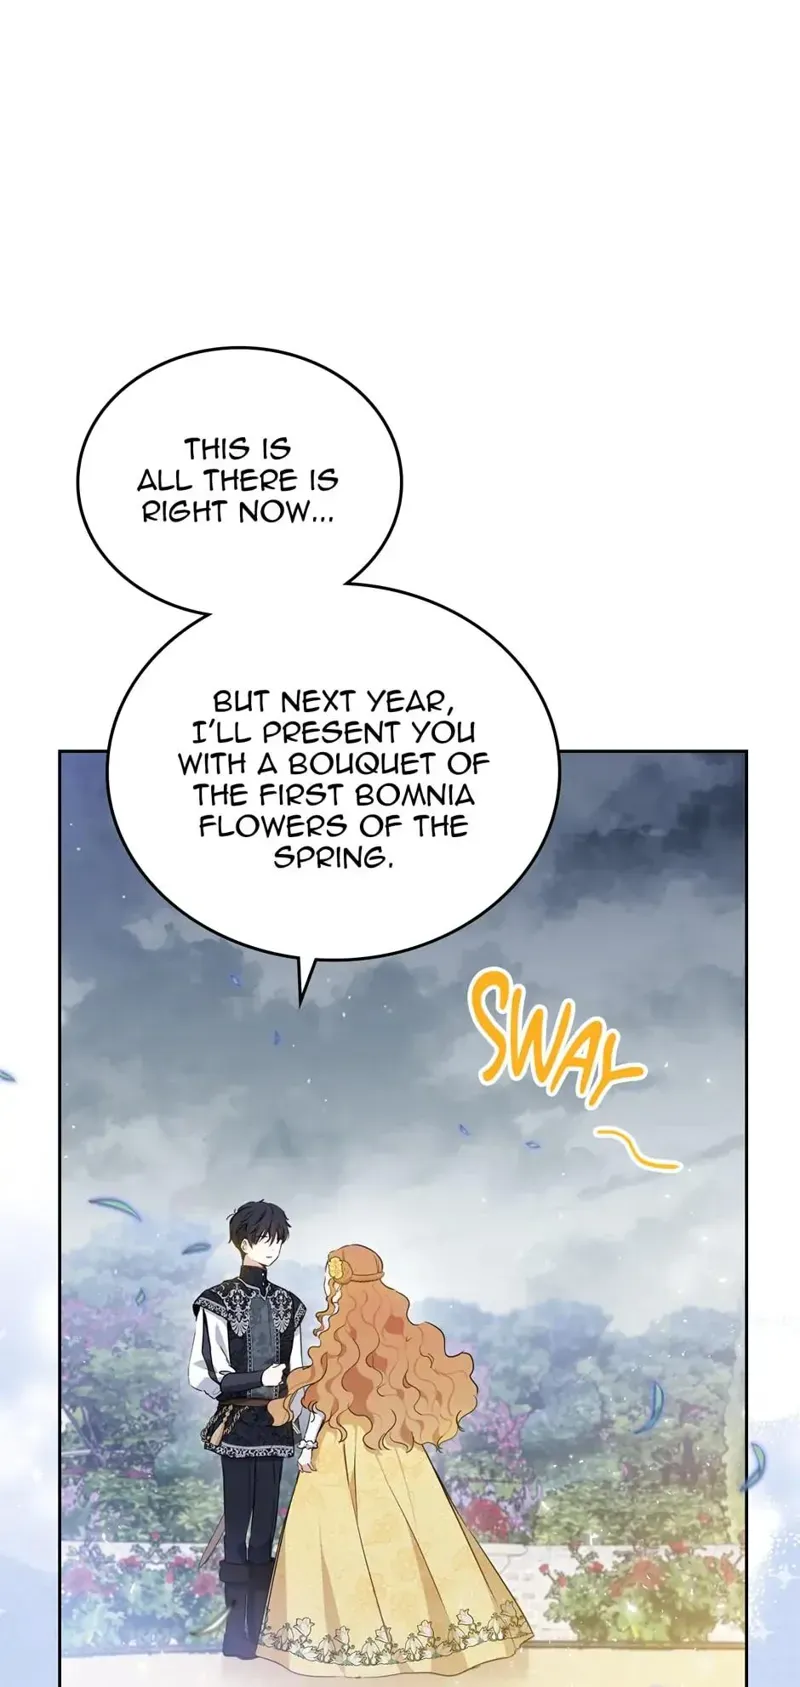 THIS IS
ALL THERE IS
RIGHT NOW...
BUT NEXT YEAR,
I'LL PRESENT YOU
WITH A BOUQUET OF
THE FIRST BOMNIA
FLOWERS OF THE
SPRING.
SWAY